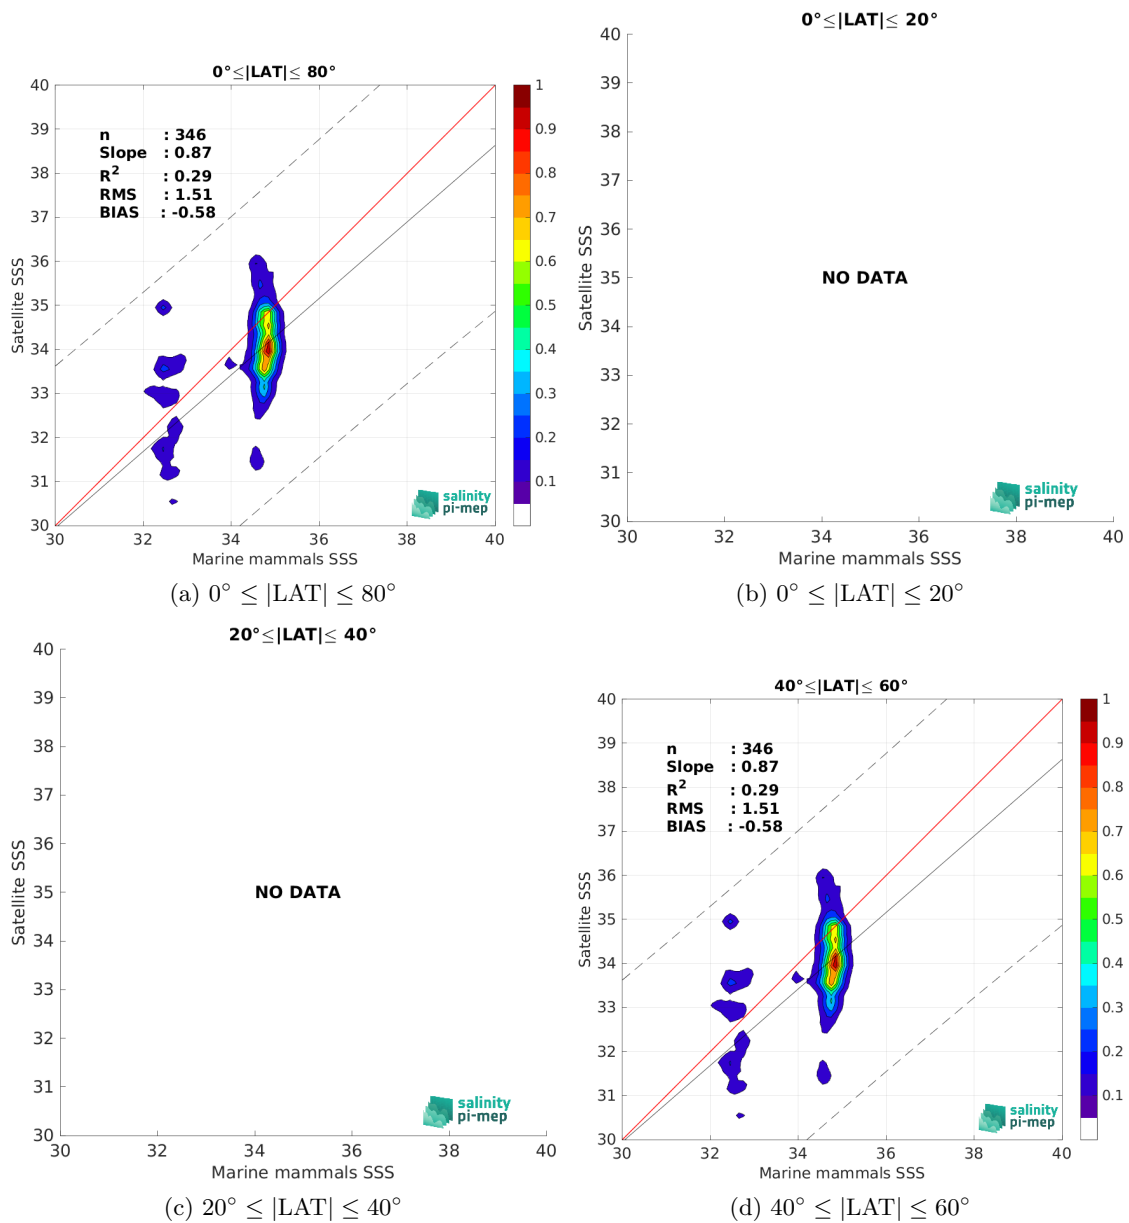 0°≤|LAT|≤ 80°
40
39
38
37
36
35
34
33
32
31
30
Satellite SSS
n : 346
Slope : 0.87
R2 : 0.29
RMS : 1.51
BIAS : -0.58
1
0.9
0.8
0.7
0.6
0.5
0.4
0.3
0.2
0.1
salinity
pi-mep
30 32 34 36 38 40
Marine mammals SSS
(a) 0° ≤ |LAT| ≤ 80°
0°≤|LAT|≤ 20°
40
39
38
37
36
35
34
33
32
31
30
Satellite SSS
NO DATA
salinity
pi-mep
30 32 34 36 38 40
Marine mammals SSS
(b) 0° ≤ |LAT| ≤ 20°
20°≤|LAT|≤ 40°
40
39
38
37
36
35
34
33
32
31
30
Satellite SSS
NO DATA
salinity
pi-mep
30 32 34 36 38 40
Marine mammals SSS
(c) 20° ≤ |LAT| ≤ 40°
40°≤|LAT|≤ 60°
40
39
38
37
36
35
34
33
32
31
30
Satellite SSS
n : 346
Slope : 0.87
R2 : 0.29
RMS : 1.51
BIAS : -0.58
1
0.9
0.8
0.7
0.6
0.5
0.4
0.3
0.2
0.1
salinity
pi-mep
30 32 34 36 38 40
Marine mammals SSS
(d) 40° ≤ |LAT| ≤ 60°